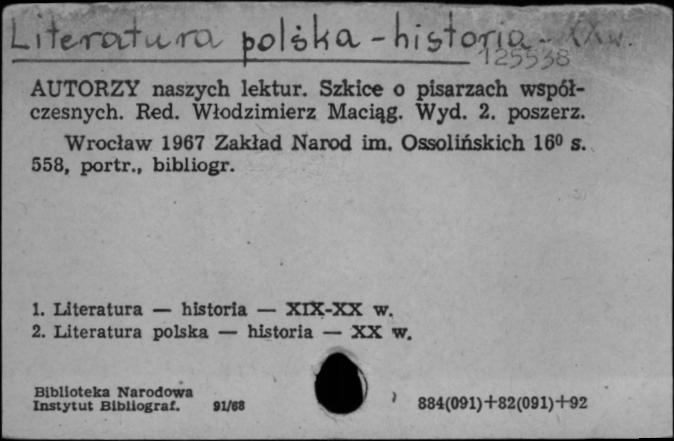 Literatura polska - historia - XX w.
125538
AUTORZY naszych lektur. Szkice o pisarzach współ-
czesnych. Red. Włodzimierz Maciąg. Wyd. 2. poszerz.
Wrocław 1967 Zakład Narod im. Ossolińskich 16⁰ s.
558, portr., bibliogr.
1. Literatura — historia — XIX-XX w.
2. Literatura polska — historia — XX w.
Biblioteka Narodowa
Instytut Bibliograf. 91/68
884(091)+82(091)+92